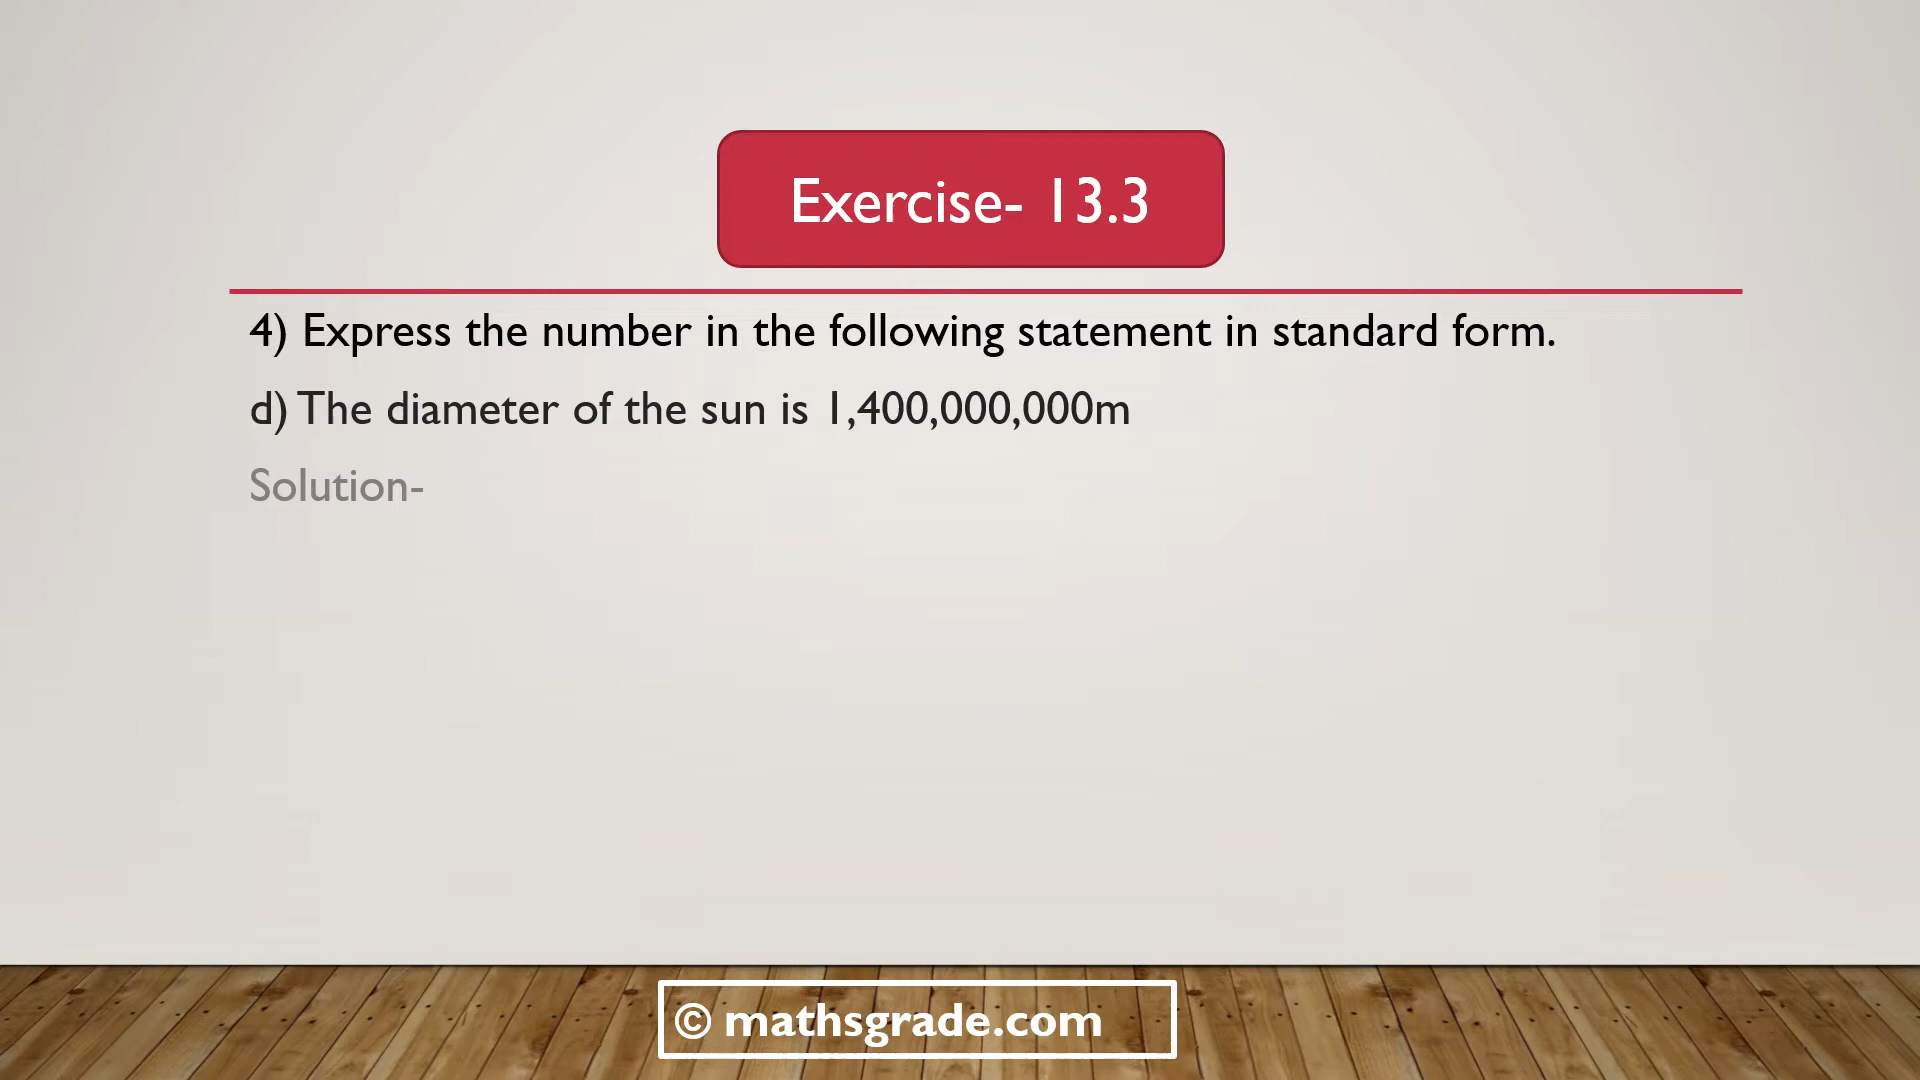 Exercise- 13.3
4) Express the number in the following statement in standard form.
d) The diameter of the sun is 1,400,000,000m
Solution-
© mathsgrade.com